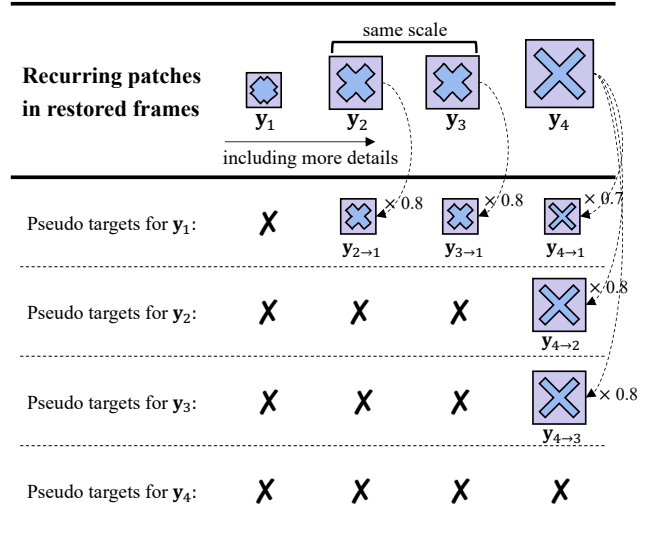 same scale
Recurring patches
in restored frames
y₁ y₂ y₃ y₄
including more details
Pseudo targets for y₁: ✗ × 0.8 × 0.8 × 0.7
y₂→₁ y₃→₁ y₄→₁
Pseudo targets for y₂: ✗ ✗ ✗ × 0.8
y₄→₂
Pseudo targets for y₃: ✗ ✗ ✗ × 0.8
y₄→₃
Pseudo targets for y₄: ✗ ✗ ✗ ✗